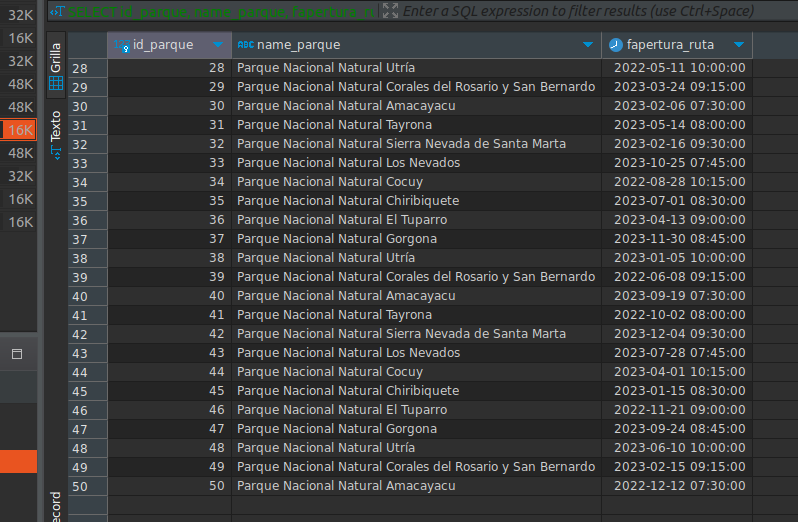 SELECT id_parque, name_parque, fapertura_ru Enter a SQL expression to filter results (use Ctrl+Space)
32K
16K
32K
48K
48K
16K
48K
32K
16K
16K
Grilla
Texto
ecord
123 id_parque ABC name_parque fapertura_ruta
28 28 Parque Nacional Natural Utría 2022-05-11 10:00:00
29 29 Parque Nacional Natural Corales del Rosario y San Bernardo 2023-03-24 09:15:00
30 30 Parque Nacional Natural Amacayacu 2023-02-06 07:30:00
31 31 Parque Nacional Natural Tayrona 2023-05-14 08:00:00
32 32 Parque Nacional Natural Sierra Nevada de Santa Marta 2023-02-16 09:30:00
33 33 Parque Nacional Natural Los Nevados 2023-10-25 07:45:00
34 34 Parque Nacional Natural Cocuy 2022-08-28 10:15:00
35 35 Parque Nacional Natural Chiribiquete 2023-07-01 08:30:00
36 36 Parque Nacional Natural El Tuparro 2023-04-13 09:00:00
37 37 Parque Nacional Natural Gorgona 2023-11-30 08:45:00
38 38 Parque Nacional Natural Utría 2023-01-05 10:00:00
39 39 Parque Nacional Natural Corales del Rosario y San Bernardo 2022-06-08 09:15:00
40 40 Parque Nacional Natural Amacayacu 2023-09-19 07:30:00
41 41 Parque Nacional Natural Tayrona 2022-10-02 08:00:00
42 42 Parque Nacional Natural Sierra Nevada de Santa Marta 2023-12-04 09:30:00
43 43 Parque Nacional Natural Los Nevados 2023-07-28 07:45:00
44 44 Parque Nacional Natural Cocuy 2023-04-01 10:15:00
45 45 Parque Nacional Natural Chiribiquete 2023-01-15 08:30:00
46 46 Parque Nacional Natural El Tuparro 2022-11-21 09:00:00
47 47 Parque Nacional Natural Gorgona 2023-09-24 08:45:00
48 48 Parque Nacional Natural Utría 2023-06-10 10:00:00
49 49 Parque Nacional Natural Corales del Rosario y San Bernardo 2023-02-15 09:15:00
50 50 Parque Nacional Natural Amacayacu 2022-12-12 07:30:00